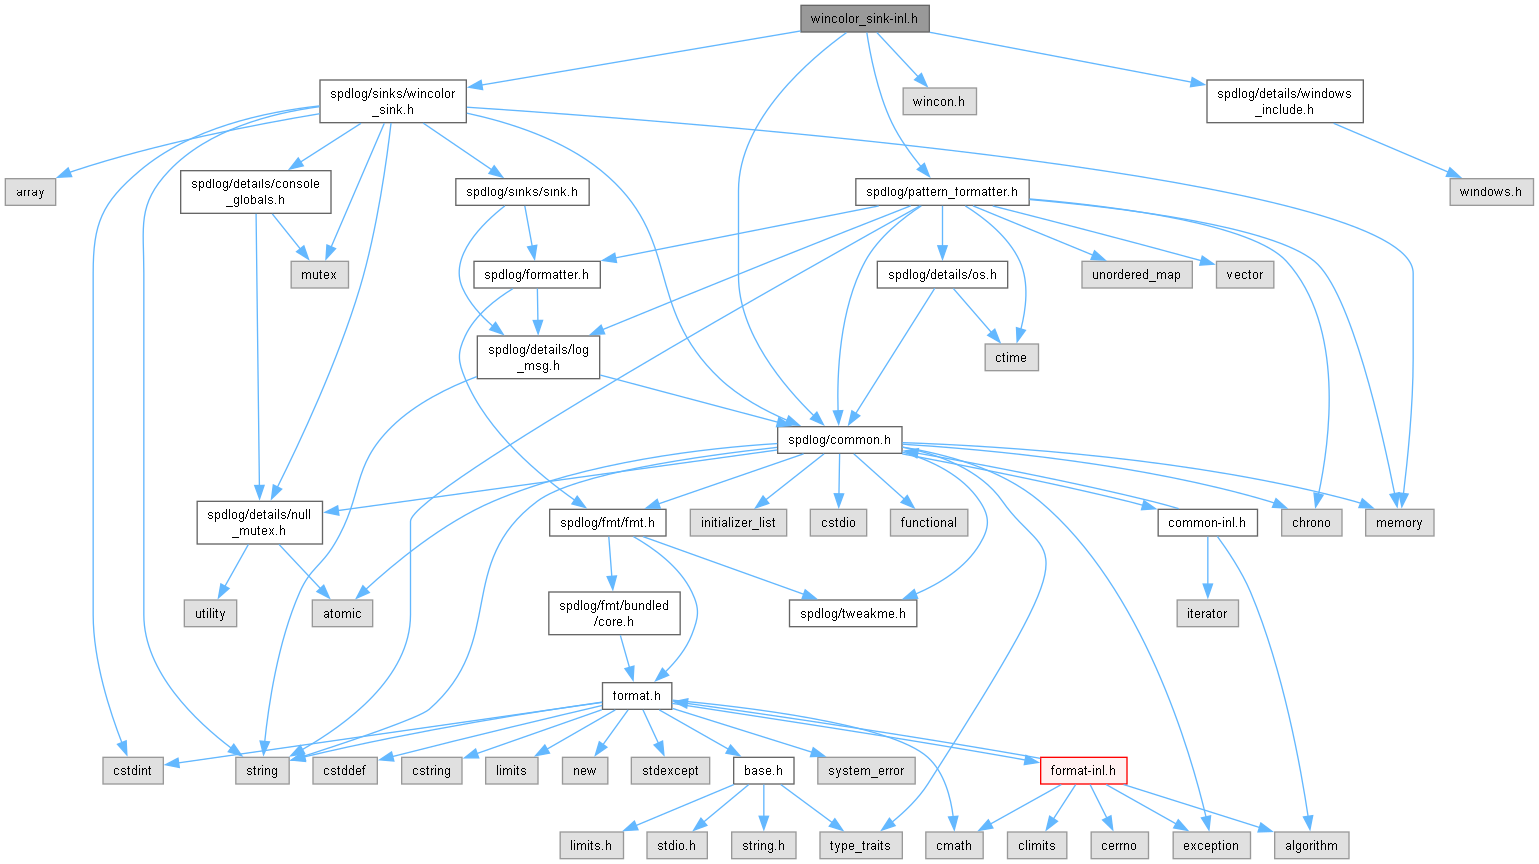 wincolor_sink-inl.h
spdlog/sinks/wincolor
_sink.h
wincon.h
spdlog/details/windows
_include.h
array
spdlog/details/console
_globals.h
spdlog/sinks/sink.h
spdlog/pattern_formatter.h
windows.h
mutex
spdlog/formatter.h
spdlog/details/os.h
unordered_map
vector
spdlog/details/log
_msg.h
ctime
spdlog/common.h
spdlog/details/null
_mutex.h
spdlog/fmt/fmt.h
initializer_list
cstdio
functional
common-inl.h
chrono
memory
utility
atomic
spdlog/fmt/bundled
/core.h
spdlog/tweakme.h
iterator
format.h
cstdint
string
cstddef
cstring
limits
new
stdexcept
base.h
system_error
format-inl.h
limits.h
stdio.h
string.h
type_traits
cmath
climits
cerrno
exception
algorithm